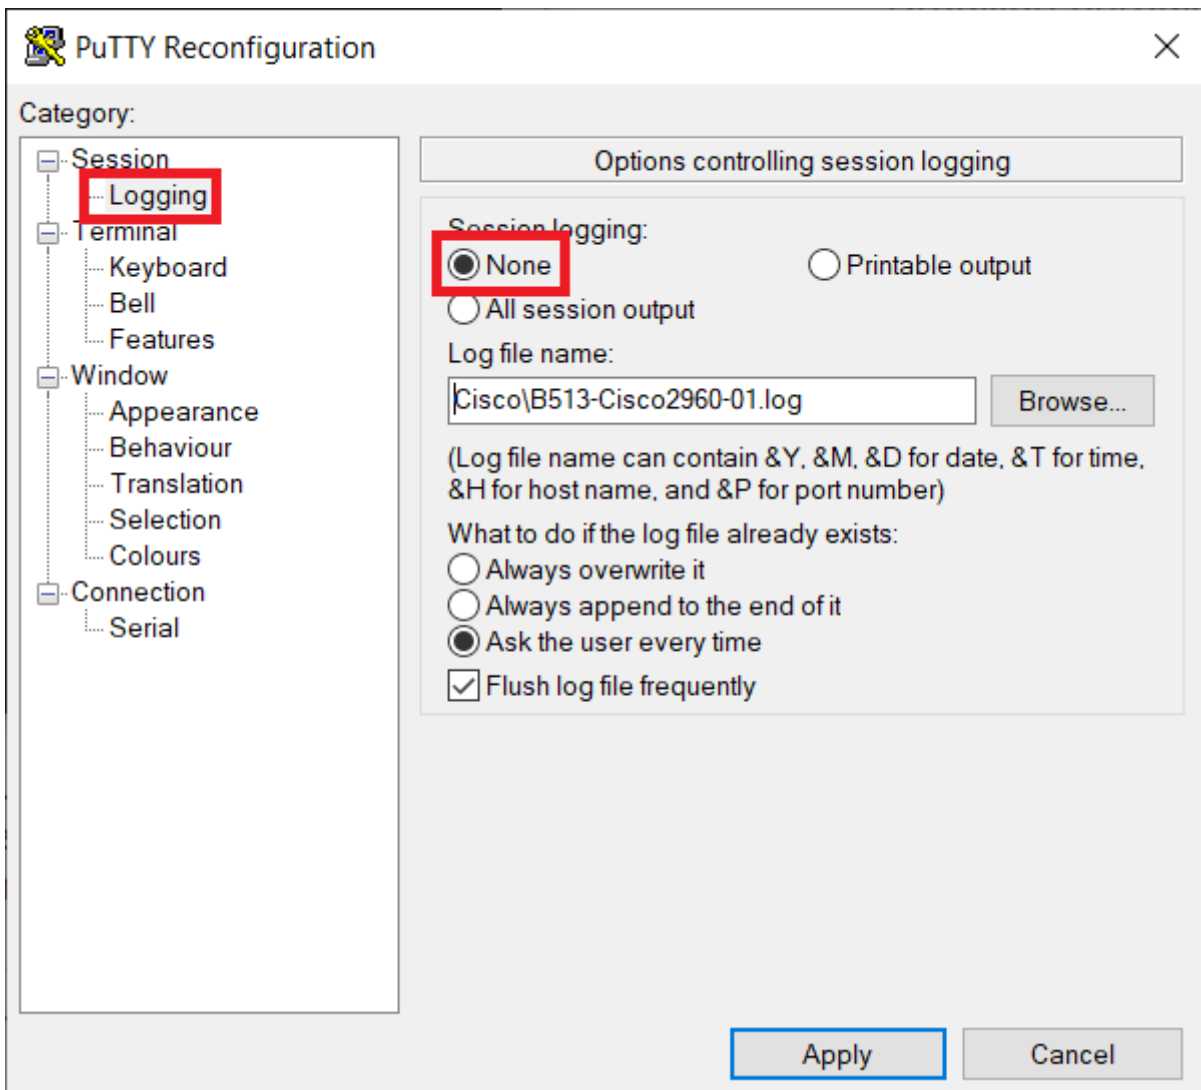 PuTTY Reconfiguration
Category:
Session
Logging
Terminal
Keyboard
Bell
Features
Window
Appearance
Behaviour
Translation
Selection
Colours
Connection
Serial
Options controlling session logging
Session logging:
None
Printable output
All session output
Log file name:
Cisco\B513-Cisco2960-01.log
Browse...
(Log file name can contain &Y, &M, &D for date, &T for time,
&H for host name, and &P for port number)
What to do if the log file already exists:
Always overwrite it
Always append to the end of it
Ask the user every time
Flush log file frequently
Apply
Cancel